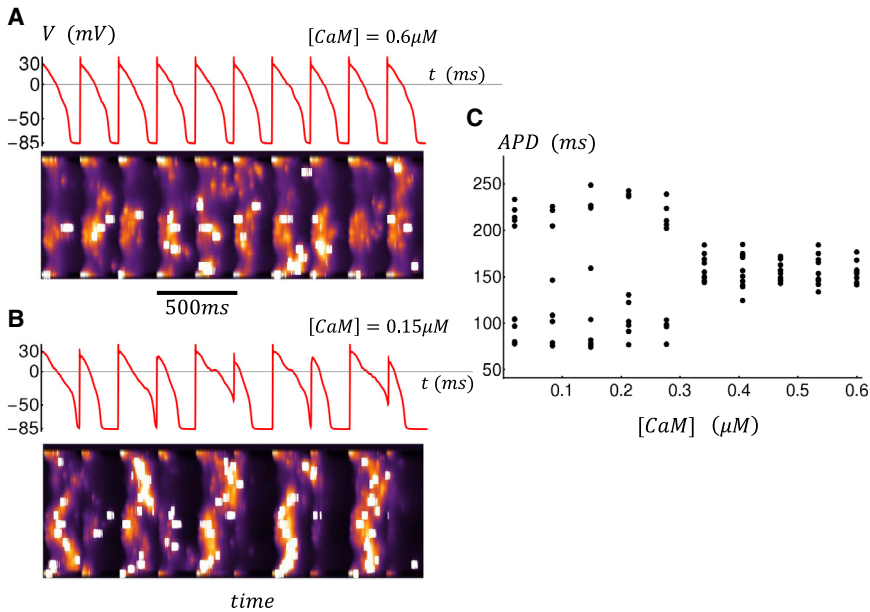 A
V (mV)
[CaM] = 0.6μM
30
0
−50
−85
t (ms)
500ms
B
[CaM] = 0.15μM
30
0
−50
−85
t (ms)
time
C
APD (ms)
250
200
150
100
50
0.1 0.2 0.3 0.4 0.5 0.6
[CaM] (μM)